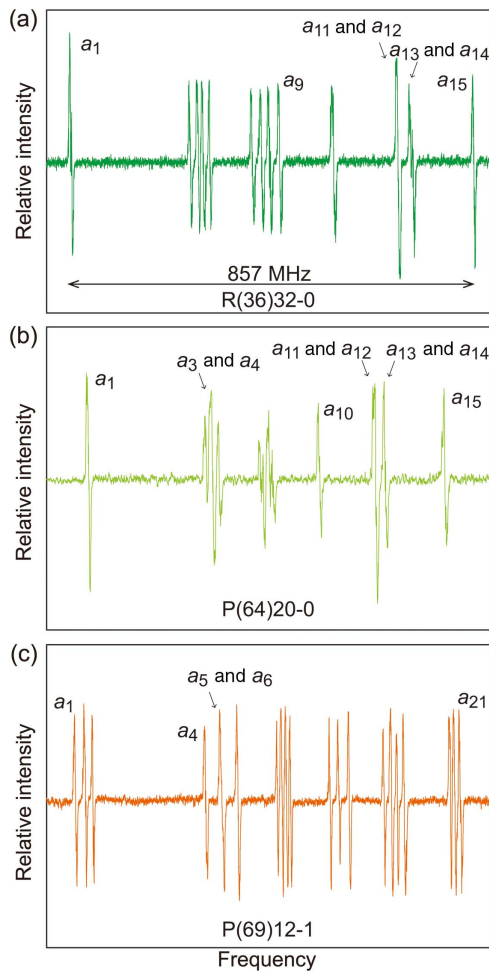 (a)
a1
a11 and a12
a13 and a14
a9
a15
Relative intensity
857 MHz
R(36)32-0
(b)
a1
a3 and a4
a11 and a12
a13 and a14
a10
a15
Relative intensity
P(64)20-0
(c)
a1
a5 and a6
a4
a21
Relative intensity
P(69)12-1
Frequency